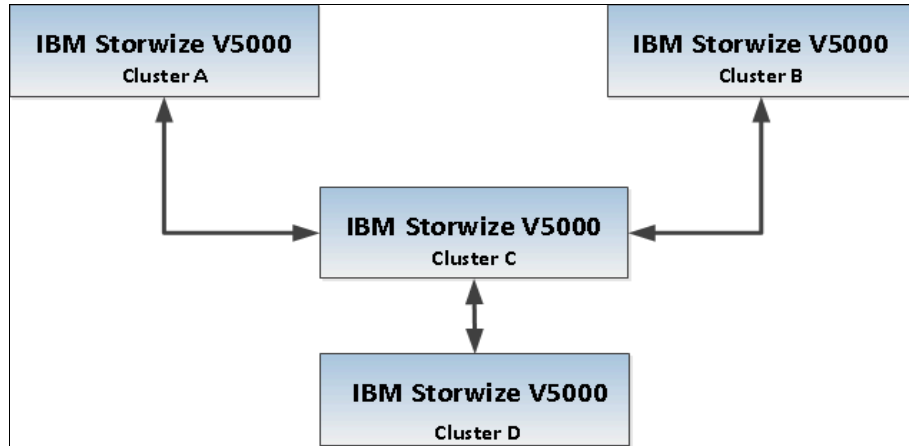 IBM Storwize V5000
Cluster A
IBM Storwize V5000
Cluster B
IBM Storwize V5000
Cluster C
IBM Storwize V5000
Cluster D